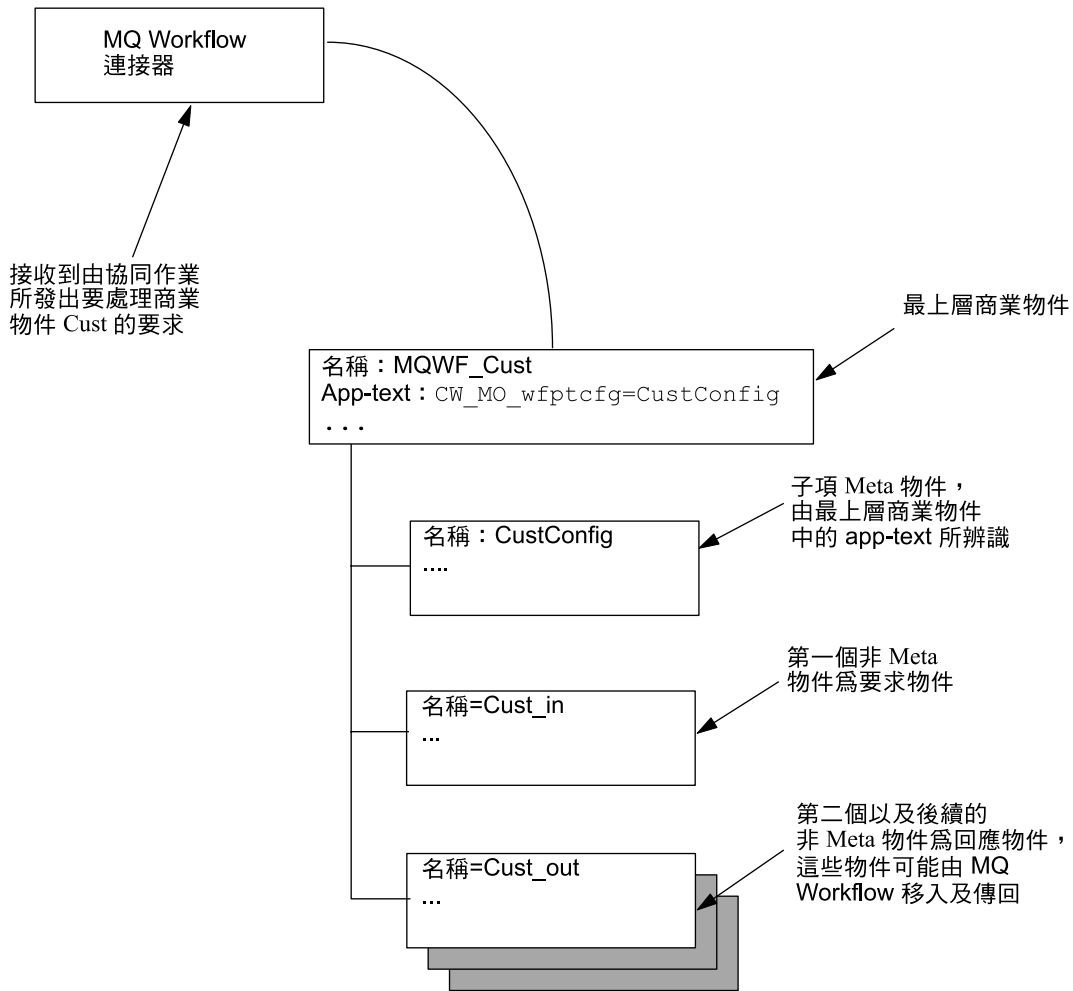 MQ Workflow
連接器
接收到由協同作業
所發出要處理商業
物件 Cust 的要求
最上層商業物件
名稱：MQWF_Cust
App-text：CW_MO_wfptcfg=CustConfig
...
子項 Meta 物件，
由最上層商業物件
中的 app-text 所辨識
名稱：CustConfig
....
第一個非 Meta
物件爲要求物件
名稱=Cust_in
...
第二個以及後續的
非 Meta 物件爲回應物件，
這些物件可能由 MQ
Workflow 移入及傳回
名稱=Cust_out
...